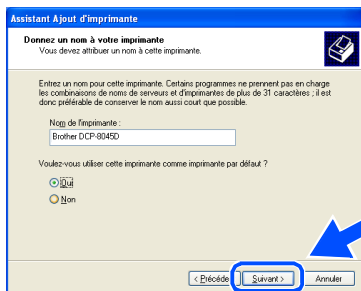 Assistant Ajout d'imprimante
Donnez un nom à votre imprimante
Vous devez attribuer un nom à cette imprimante.
Entrez un nom pour cette imprimante. Certains programmes ne prennent pas en charge
les combinaisons de noms de serveurs et d'imprimantes de plus de 31 caractères ; il est
donc préférable de conserver le nom aussi court que possible.
Nom de l'imprimante :
Brother DCP-8045D
Voulez-vous utiliser cette imprimante comme imprimante par défaut ?
Oui
Non
< Précéde Suivant > Annuler